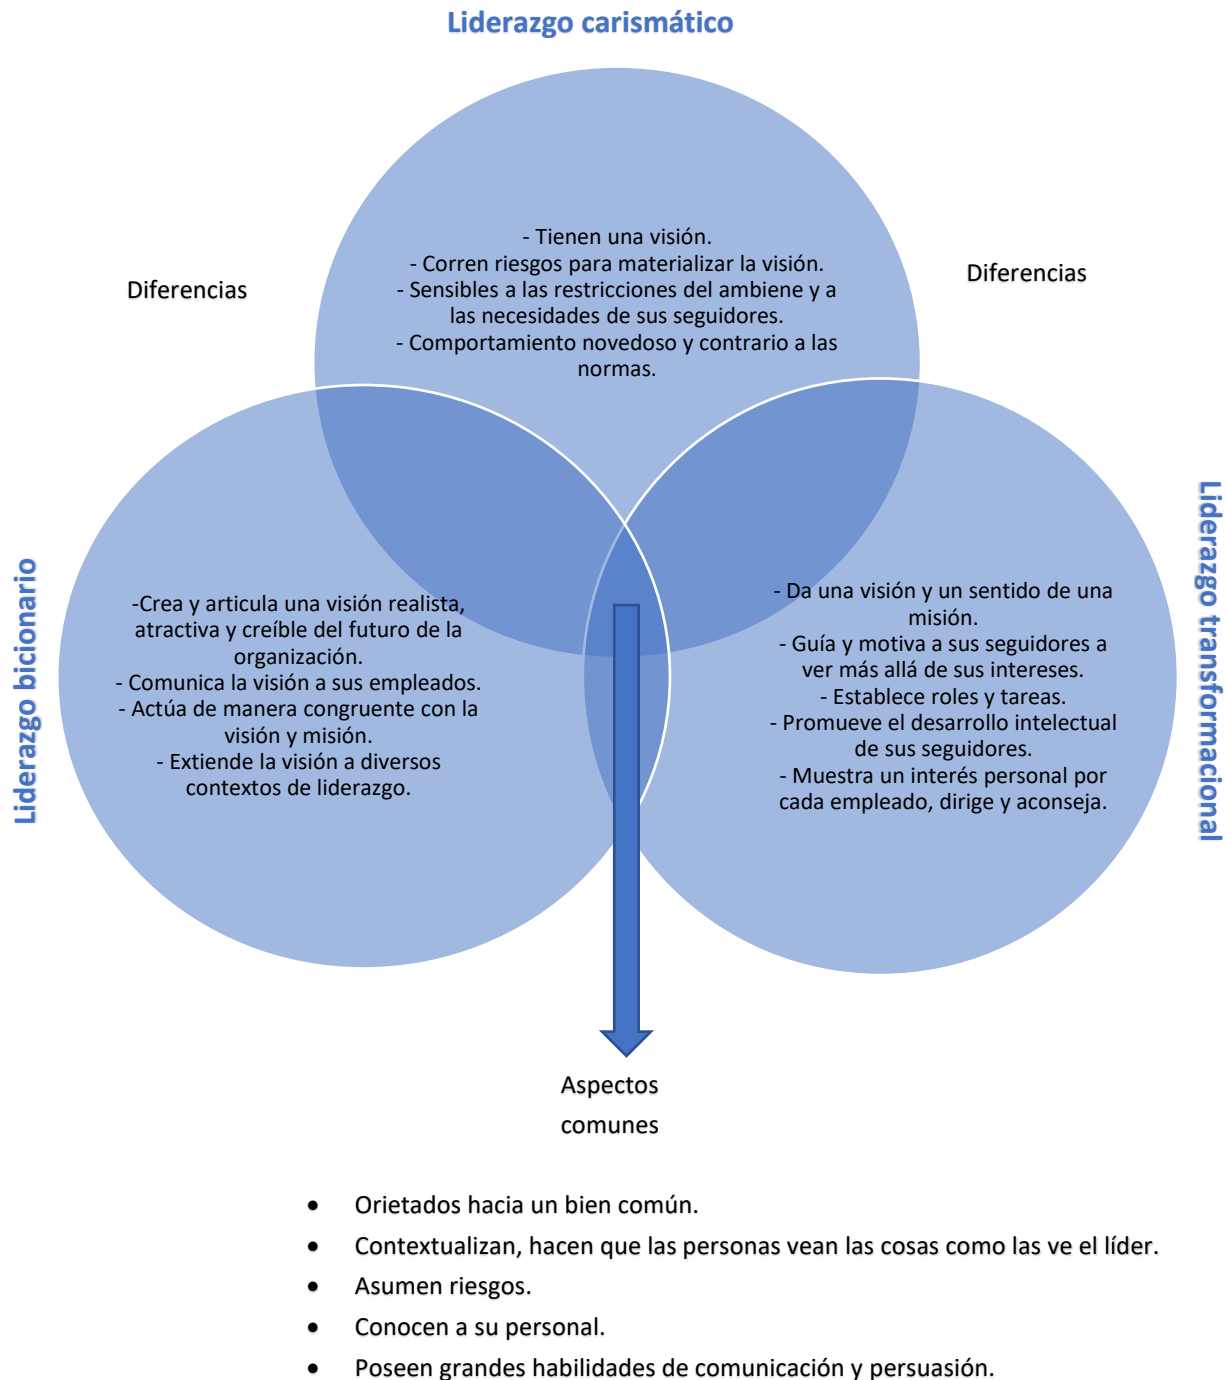 Liderazgo carismático
- Tienen una visión.
- Corren riesgos para materializar la visión.
- Sensibles a las restricciones del ambiene y a
las necesidades de sus seguidores.
- Comportamiento novedoso y contrario a las
normas.
Diferencias
Diferencias
Liderazgo bicionario
-Crea y articula una visión realista,
atractiva y creíble del futuro de la
organización.
- Comunica la visión a sus empleados.
- Actúa de manera congruente con la
visión y misión.
- Extiende la visión a diversos
contextos de liderazgo.
Liderazgo transformacional
- Da una visión y un sentido de una
misión.
- Guía y motiva a sus seguidores a
ver más allá de sus intereses.
- Establece roles y tareas.
- Promueve el desarrollo intelectual
de sus seguidores.
- Muestra un interés personal por
cada empleado, dirige y aconseja.
Aspectos
comunes
• Orietados hacia un bien común.
• Contextualizan, hacen que las personas vean las cosas como las ve el líder.
• Asumen riesgos.
• Conocen a su personal.
• Poseen grandes habilidades de comunicación y persuasión.